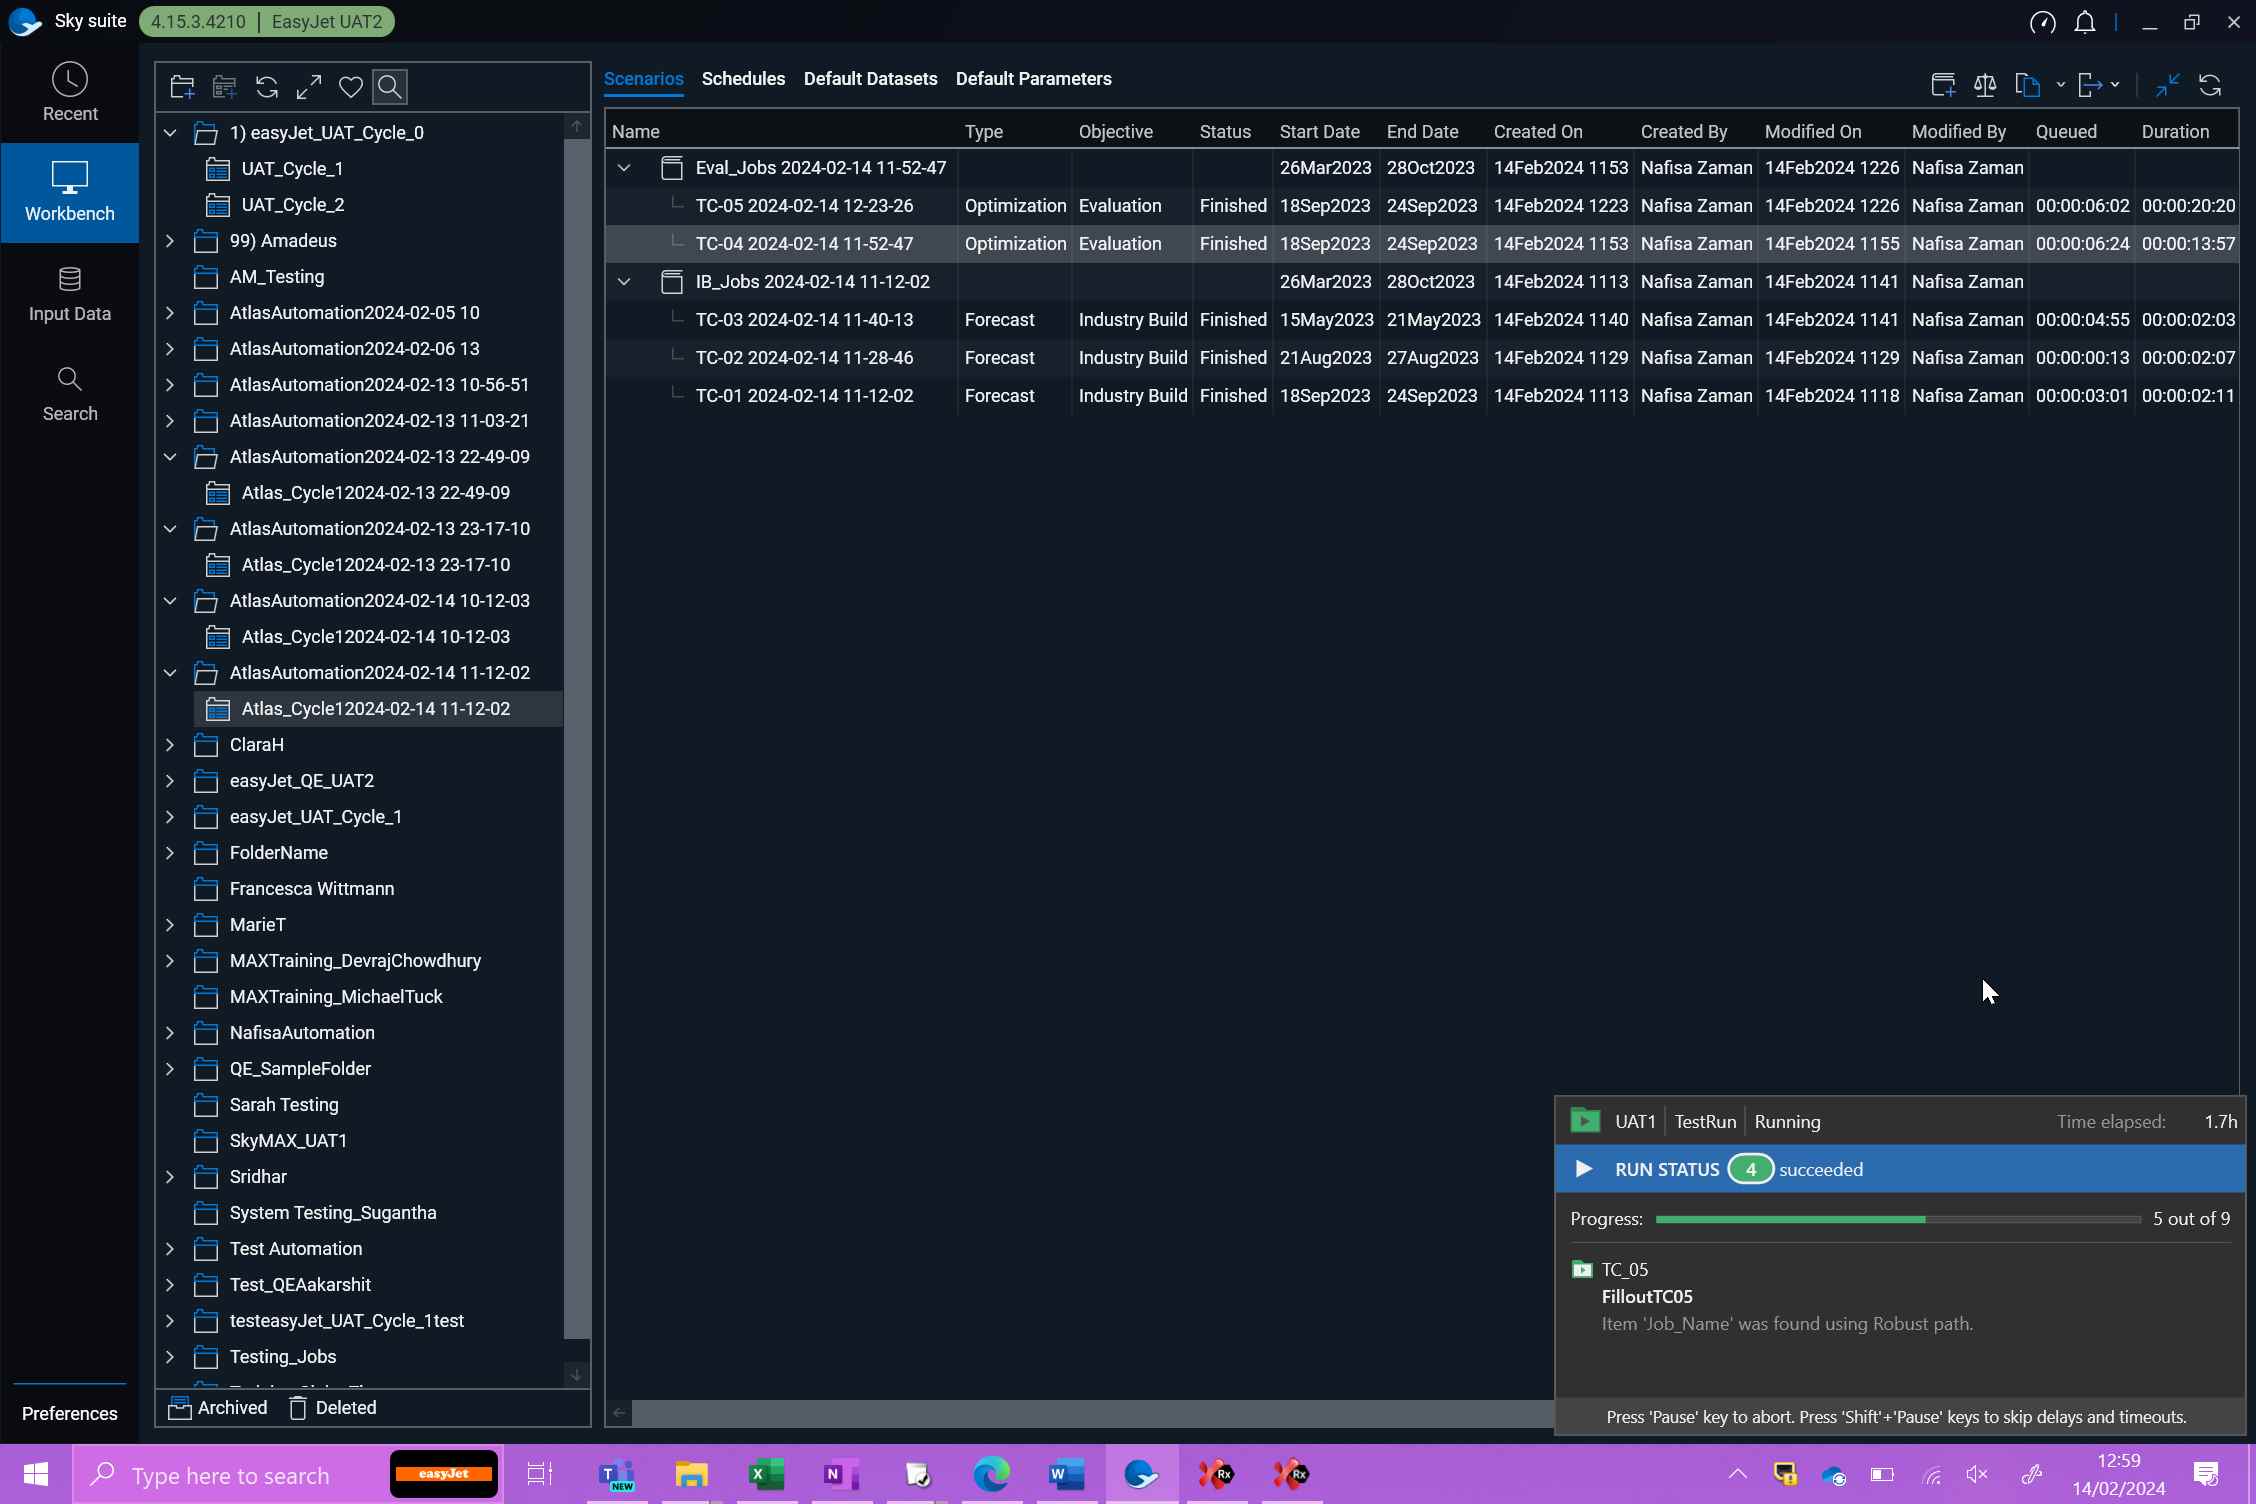 Sky suite 4.15.3.4210 | EasyJet UAT2
Recent
Workbench
Input Data
Search
Preferences
1) easyJet_UAT_Cycle_0
UAT_Cycle_1
UAT_Cycle_2
99) Amadeus
AM_Testing
AtlasAutomation2024-02-05 10
AtlasAutomation2024-02-06 13
AtlasAutomation2024-02-13 10-56-51
AtlasAutomation2024-02-13 11-03-21
AtlasAutomation2024-02-13 22-49-09
Atlas_Cycle12024-02-13 22-49-09
AtlasAutomation2024-02-13 23-17-10
Atlas_Cycle12024-02-13 23-17-10
AtlasAutomation2024-02-14 10-12-03
Atlas_Cycle12024-02-14 10-12-03
AtlasAutomation2024-02-14 11-12-02
Atlas_Cycle12024-02-14 11-12-02
ClaraH
easyJet_QE_UAT2
easyJet_UAT_Cycle_1
FolderName
Francesca Wittmann
MarieT
MAXTraining_DevrajChowdhury
MAXTraining_MichaelTuck
NafisaAutomation
QE_SampleFolder
Sarah Testing
SkyMAX_UAT1
Sridhar
System Testing_Sugantha
Test Automation
Test_QEAakarshit
testeasyJet_UAT_Cycle_1test
Testing_Jobs
Archived Deleted
Scenarios Schedules Default Datasets Default Parameters
Name Type Objective Status Start Date End Date Created On Created By Modified On Modified By Queued Duration
Eval_Jobs 2024-02-14 11-52-47 26Mar2023 28Oct2023 14Feb2024 1153 Nafisa Zaman 14Feb2024 1226 Nafisa Zaman
TC-05 2024-02-14 12-23-26 Optimization Evaluation Finished 18Sep2023 24Sep2023 14Feb2024 1223 Nafisa Zaman 14Feb2024 1226 Nafisa Zaman 00:00:06:02 00:00:20:20
TC-04 2024-02-14 11-52-47 Optimization Evaluation Finished 18Sep2023 24Sep2023 14Feb2024 1153 Nafisa Zaman 14Feb2024 1155 Nafisa Zaman 00:00:06:24 00:00:13:57
IB_Jobs 2024-02-14 11-12-02 26Mar2023 28Oct2023 14Feb2024 1113 Nafisa Zaman 14Feb2024 1141 Nafisa Zaman
TC-03 2024-02-14 11-40-13 Forecast Industry Build Finished 15May2023 21May2023 14Feb2024 1140 Nafisa Zaman 14Feb2024 1141 Nafisa Zaman 00:00:04:55 00:00:02:03
TC-02 2024-02-14 11-28-46 Forecast Industry Build Finished 21Aug2023 27Aug2023 14Feb2024 1129 Nafisa Zaman 14Feb2024 1129 Nafisa Zaman 00:00:00:13 00:00:02:07
TC-01 2024-02-14 11-12-02 Forecast Industry Build Finished 18Sep2023 24Sep2023 14Feb2024 1113 Nafisa Zaman 14Feb2024 1118 Nafisa Zaman 00:00:03:01 00:00:02:11
UAT1 TestRun Running Time elapsed: 1.7h
RUN STATUS 4 succeeded
Progress: 5 out of 9
TC_05
FilloutTC05
Item 'Job_Name' was found using Robust path.
Press 'Pause' key to abort. Press 'Shift'+'Pause' keys to skip delays and timeouts.
Type here to search easyJet
T NEW X N W Rx Rx
12:59
14/02/2024